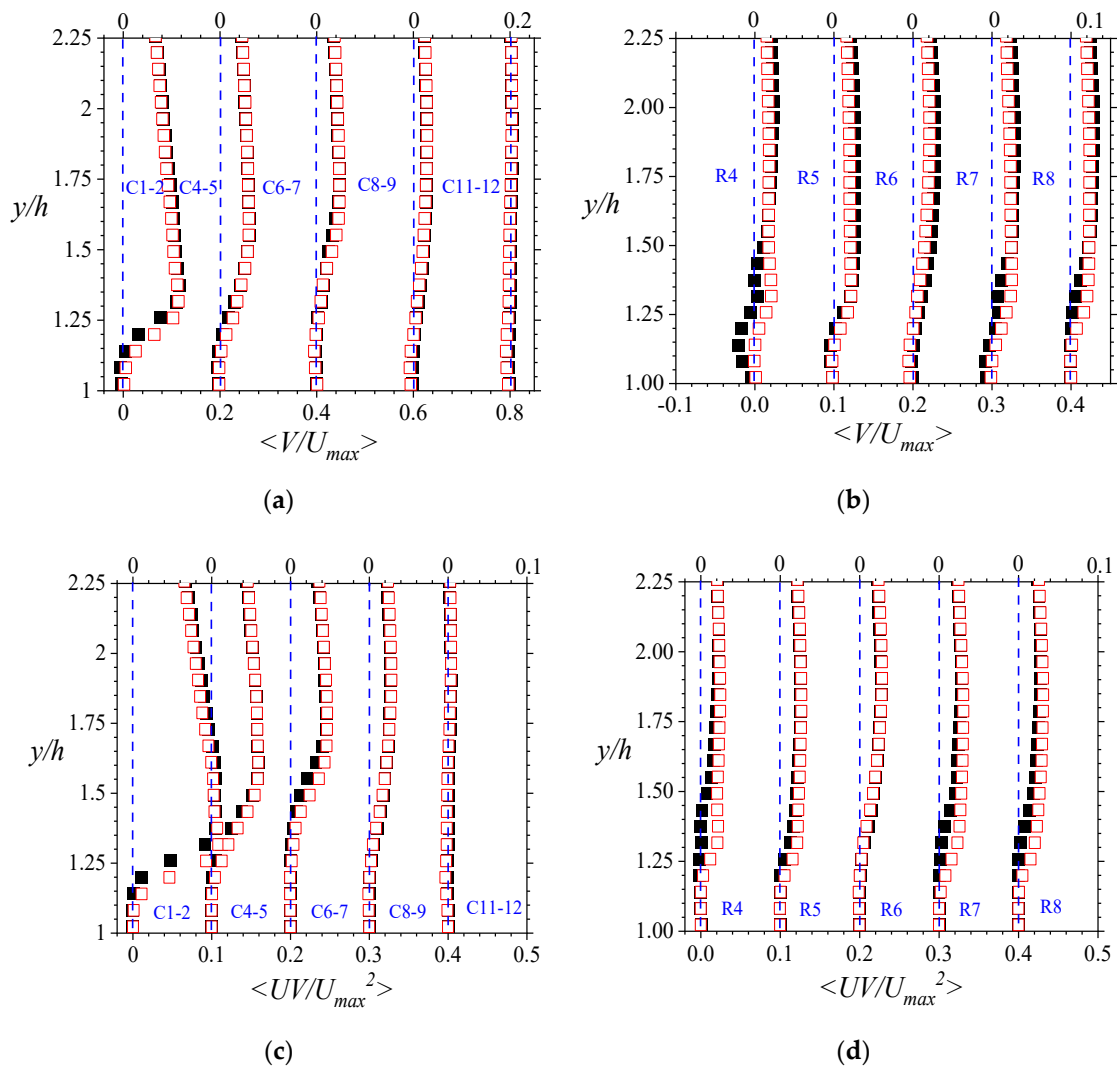 0 0 0 0 0.2
2.25
2
1.75
1.5
1.25
1
y/h
C1-2 C4-5 C6-7 C8-9 C11-12
0 0.2 0.4 0.6 0.8
<V/Umax>
(a)
0 0 0 0 0.1
2.25
2.00
1.75
1.50
1.25
1.00
y/h
R4 R5 R6 R7 R8
-0.1 0.0 0.1 0.2 0.3 0.4
<V/Umax>
(b)
0 0 0 0 0 0.1
2.25
2
1.75
1.5
1.25
1
y/h
C1-2 C4-5 C6-7 C8-9 C11-12
0 0.1 0.2 0.3 0.4 0.5
<UV/Umax²>
(c)
0 0 0 0 0 0.1
2.25
2.00
1.75
1.50
1.25
1.00
y/h
R4 R5 R6 R7 R8
0.0 0.1 0.2 0.3 0.4 0.5
<UV/Umax²>
(d)